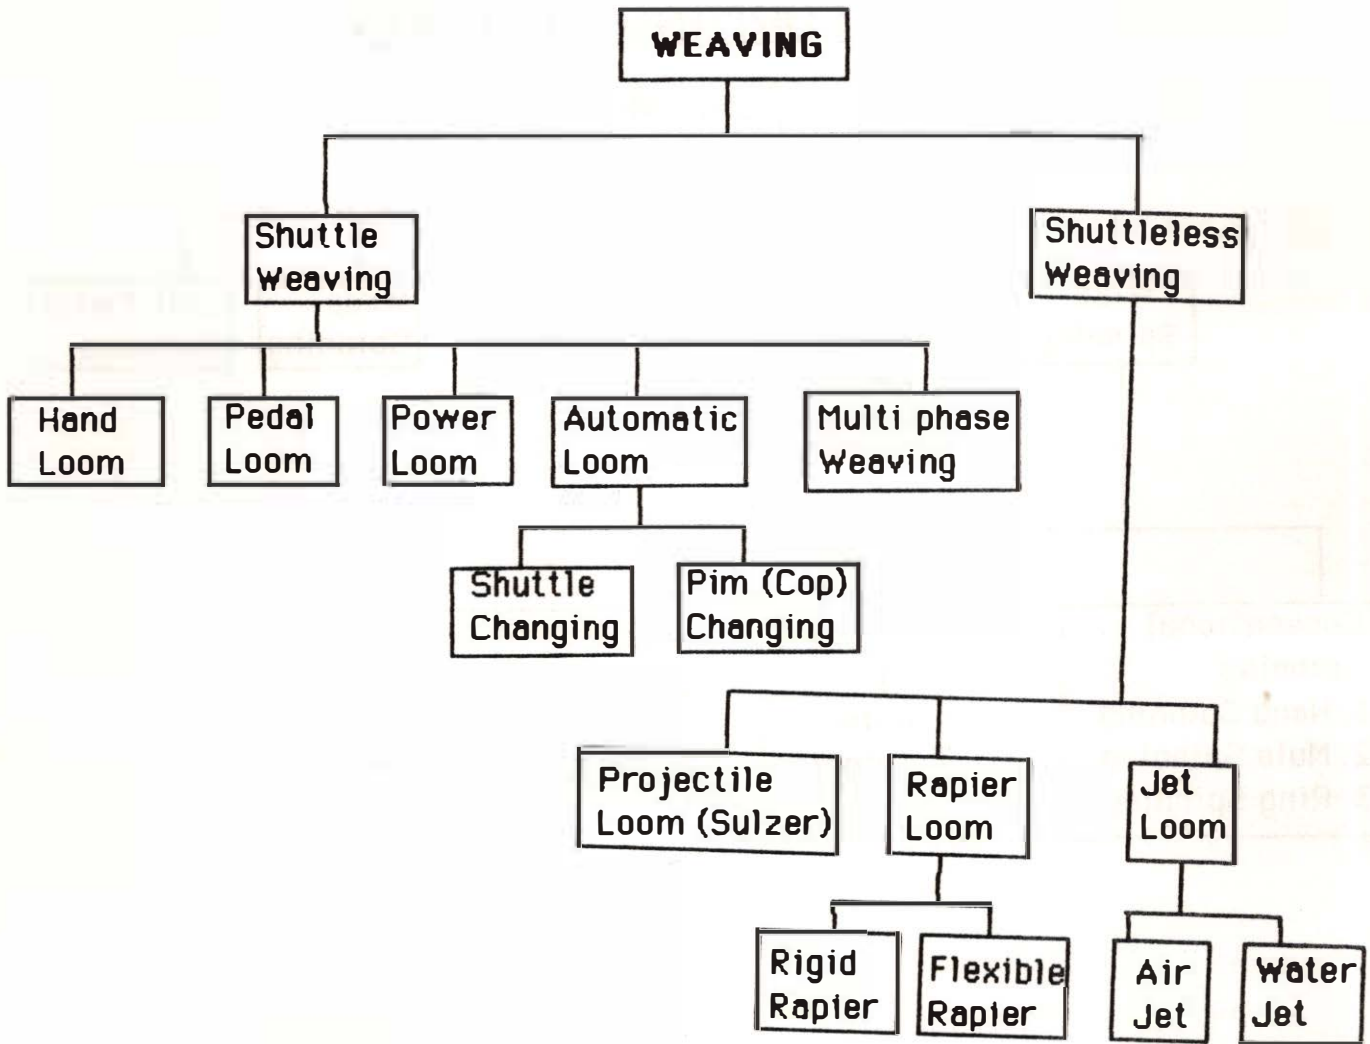 WEAVING
Shuttle
Weaving
Shuttleless
Weaving
Hand
Loom
Pedal
Loom
Power
Loom
Automatic
Loom
Multi phase
Weaving
Shuttle
Changing
Pim (Cop)
Changing
Projectile
Loom (Sulzer)
Rapier
Loom
Jet
Loom
Rigid
Rapier
Flexible
Rapier
Air
Jet
Water
Jet